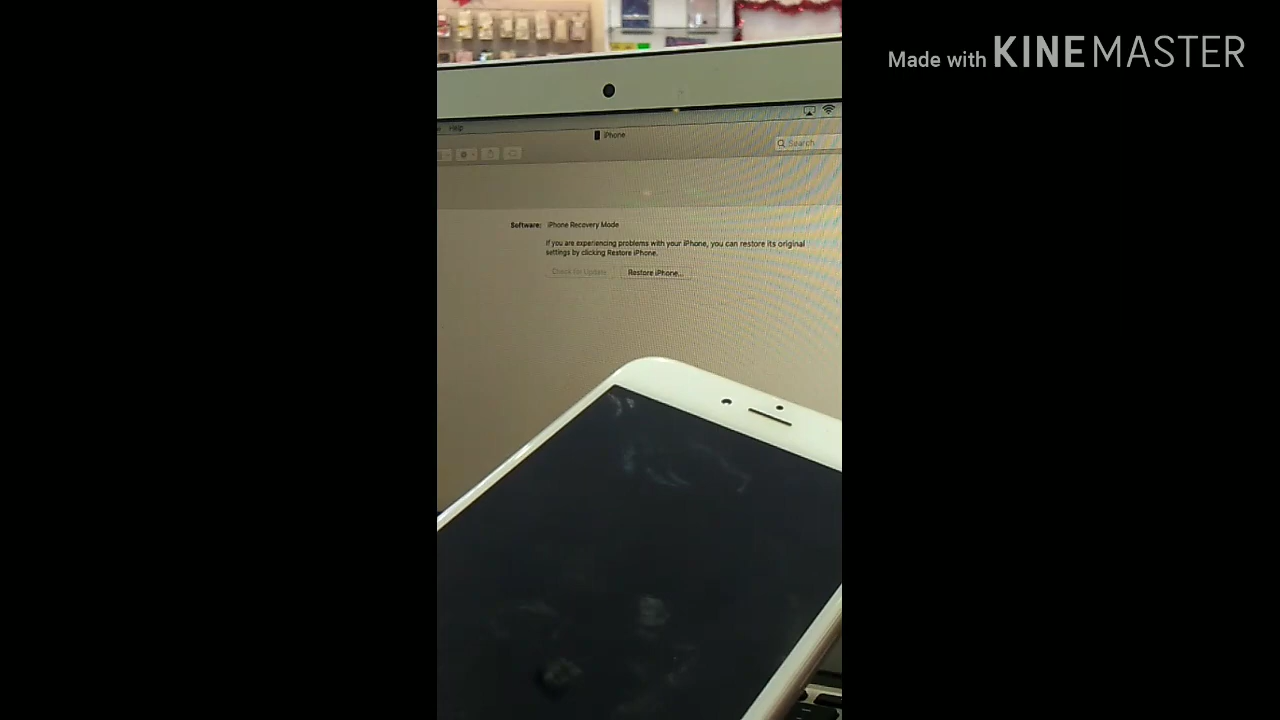 Made with KINEMASTER
Help
iPhone
Search
Software: iPhone Recovery Mode
If you are experiencing problems with your iPhone, you can restore its original
settings by clicking Restore iPhone.
Check for Update Restore iPhone...